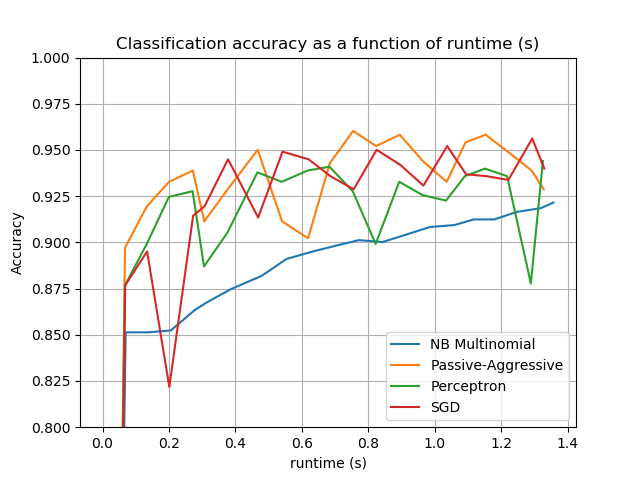 Classification accuracy as a function of runtime (s)
1.000
0.975
0.950
0.925
0.900
0.875
0.850
0.825
0.800
Accuracy
NB Multinomial
Passive-Aggressive
Perceptron
SGD
0.0 0.2 0.4 0.6 0.8 1.0 1.2 1.4
runtime (s)